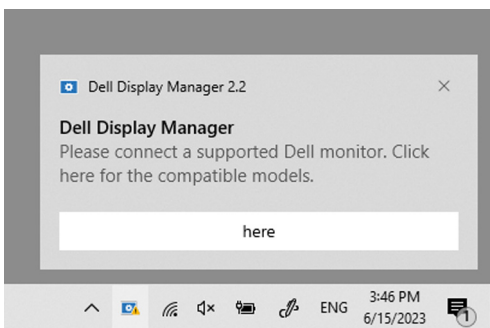 Dell Display Manager 2.2
Dell Display Manager
Please connect a supported Dell monitor. Click
here for the compatible models.
here
ENG
3:46 PM
6/15/2023
1